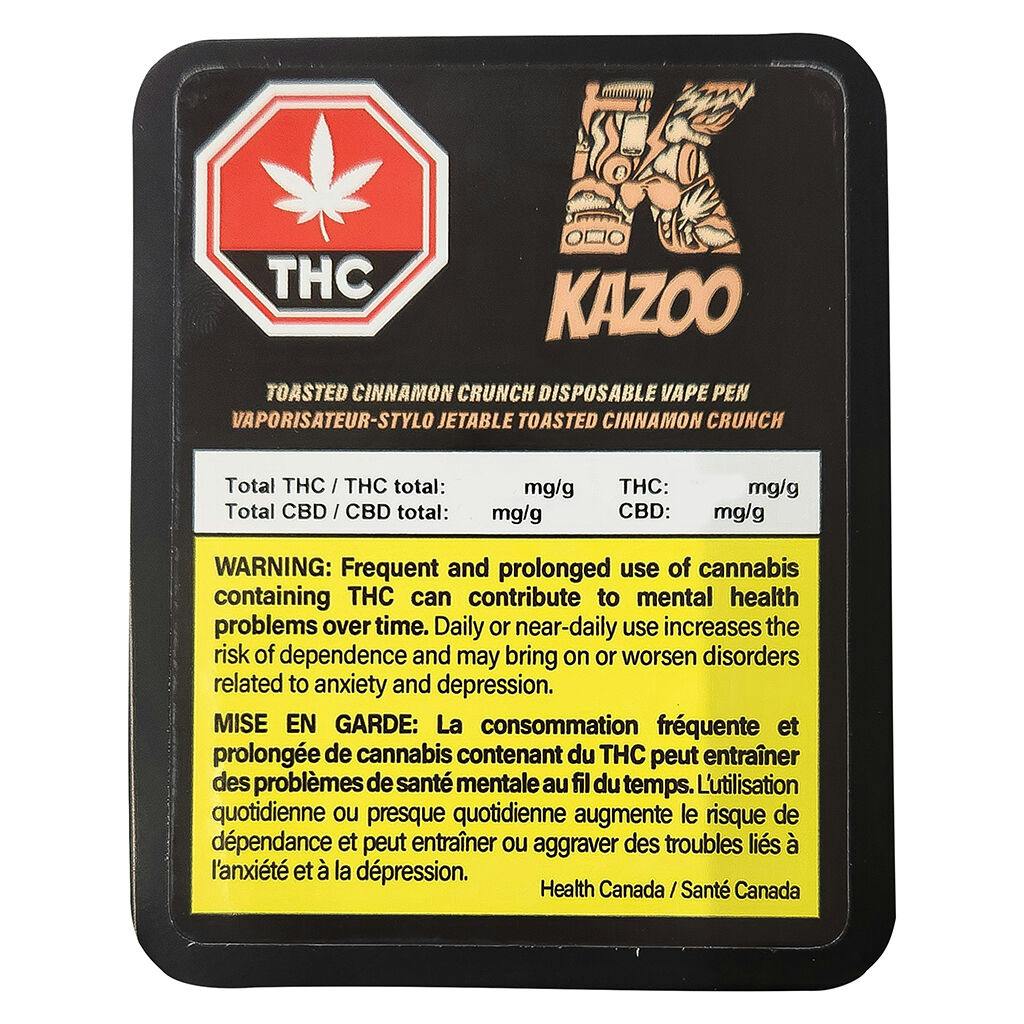 THC
K
KAZOO
TOASTED CINNAMON CRUNCH DISPOSABLE VAPE PEN
VAPORISATEUR-STYLO JETABLE TOASTED CINNAMON CRUNCH
Total THC / THC total: mg/g THC: mg/g
Total CBD / CBD total: mg/g CBD: mg/g
WARNING: Frequent and prolonged use of cannabis
containing THC can contribute to mental health
problems over time. Daily or near-daily use increases the
risk of dependence and may bring on or worsen disorders
related to anxiety and depression.
MISE EN GARDE: La consommation fréquente et
prolongée de cannabis contenant du THC peut entraîner
des problèmes de santé mentale au fil du temps. L'utilisation
quotidienne ou presque quotidienne augmente le risque de
dépendance et peut entraîner ou aggraver des troubles liés à
l'anxiété et à la dépression.
Health Canada / Santé Canada